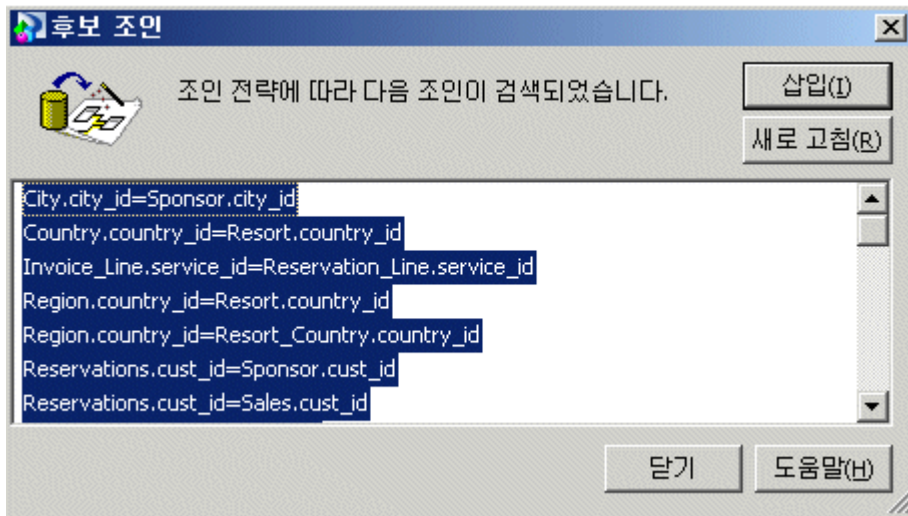 후보 조인
조인 전략에 따라 다음 조인이 검색되었습니다.
삽입(I)
새로 고침(R)
City.city_id=Sponsor.city_id
Country.country_id=Resort.country_id
Invoice_Line.service_id=Reservation_Line.service_id
Region.country_id=Resort.country_id
Region.country_id=Resort_Country.country_id
Reservations.cust_id=Sponsor.cust_id
Reservations.cust_id=Sales.cust_id
닫기
도움말(H)